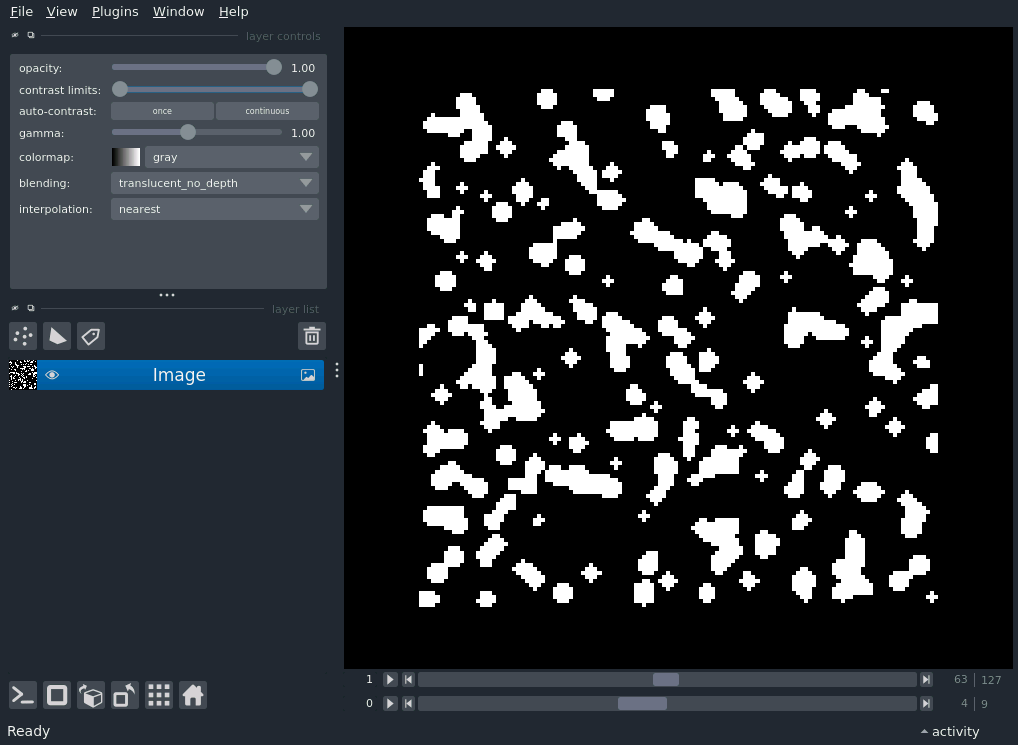 File View Plugins Window Help
layer controls
opacity: 1.00
contrast limits:
auto-contrast: once continuous
gamma: 1.00
colormap: gray
blending: translucent_no_depth
interpolation: nearest
layer list
Image
1 63 127
0 4 9
Ready activity